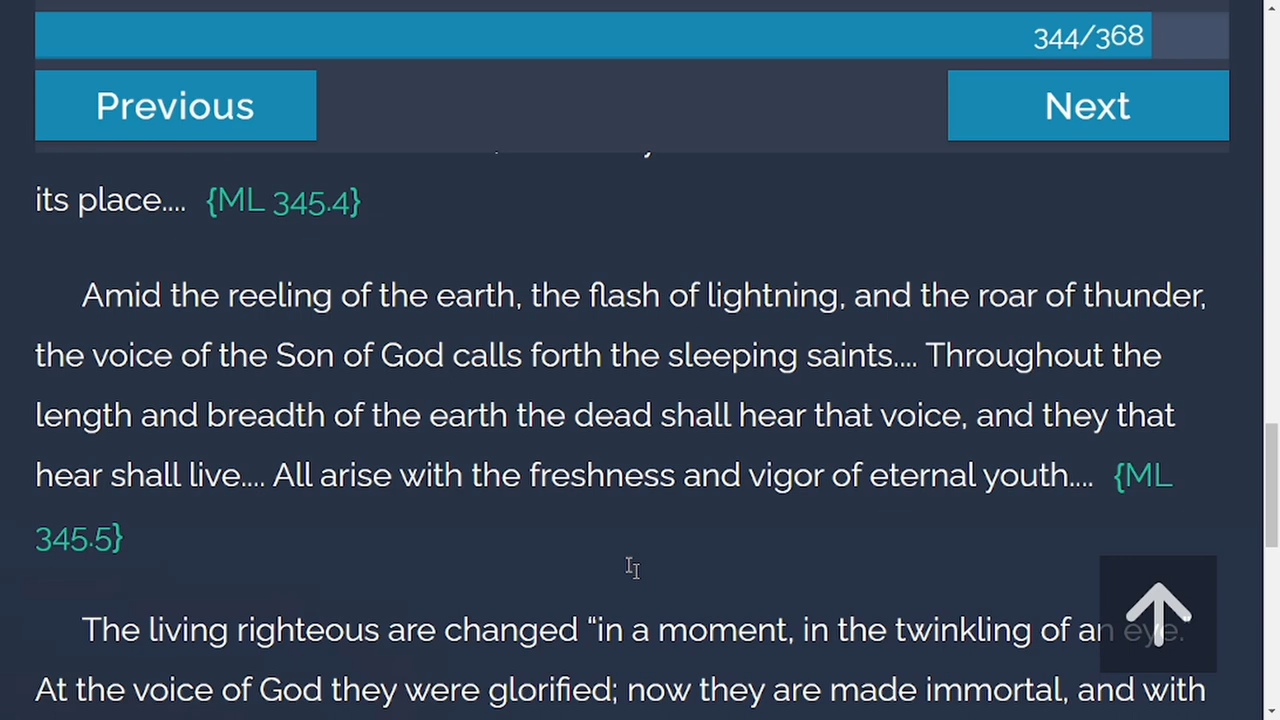 344/368
Previous
Next
its place.... {ML 345.4}
Amid the reeling of the earth, the flash of lightning, and the roar of thunder,
the voice of the Son of God calls forth the sleeping saints.... Throughout the
length and breadth of the earth the dead shall hear that voice, and they that
hear shall live.... All arise with the freshness and vigor of eternal youth.... {ML
345.5}
The living righteous are changed “in a moment, in the twinkling of an eye.”
At the voice of God they were glorified; now they are made immortal, and with